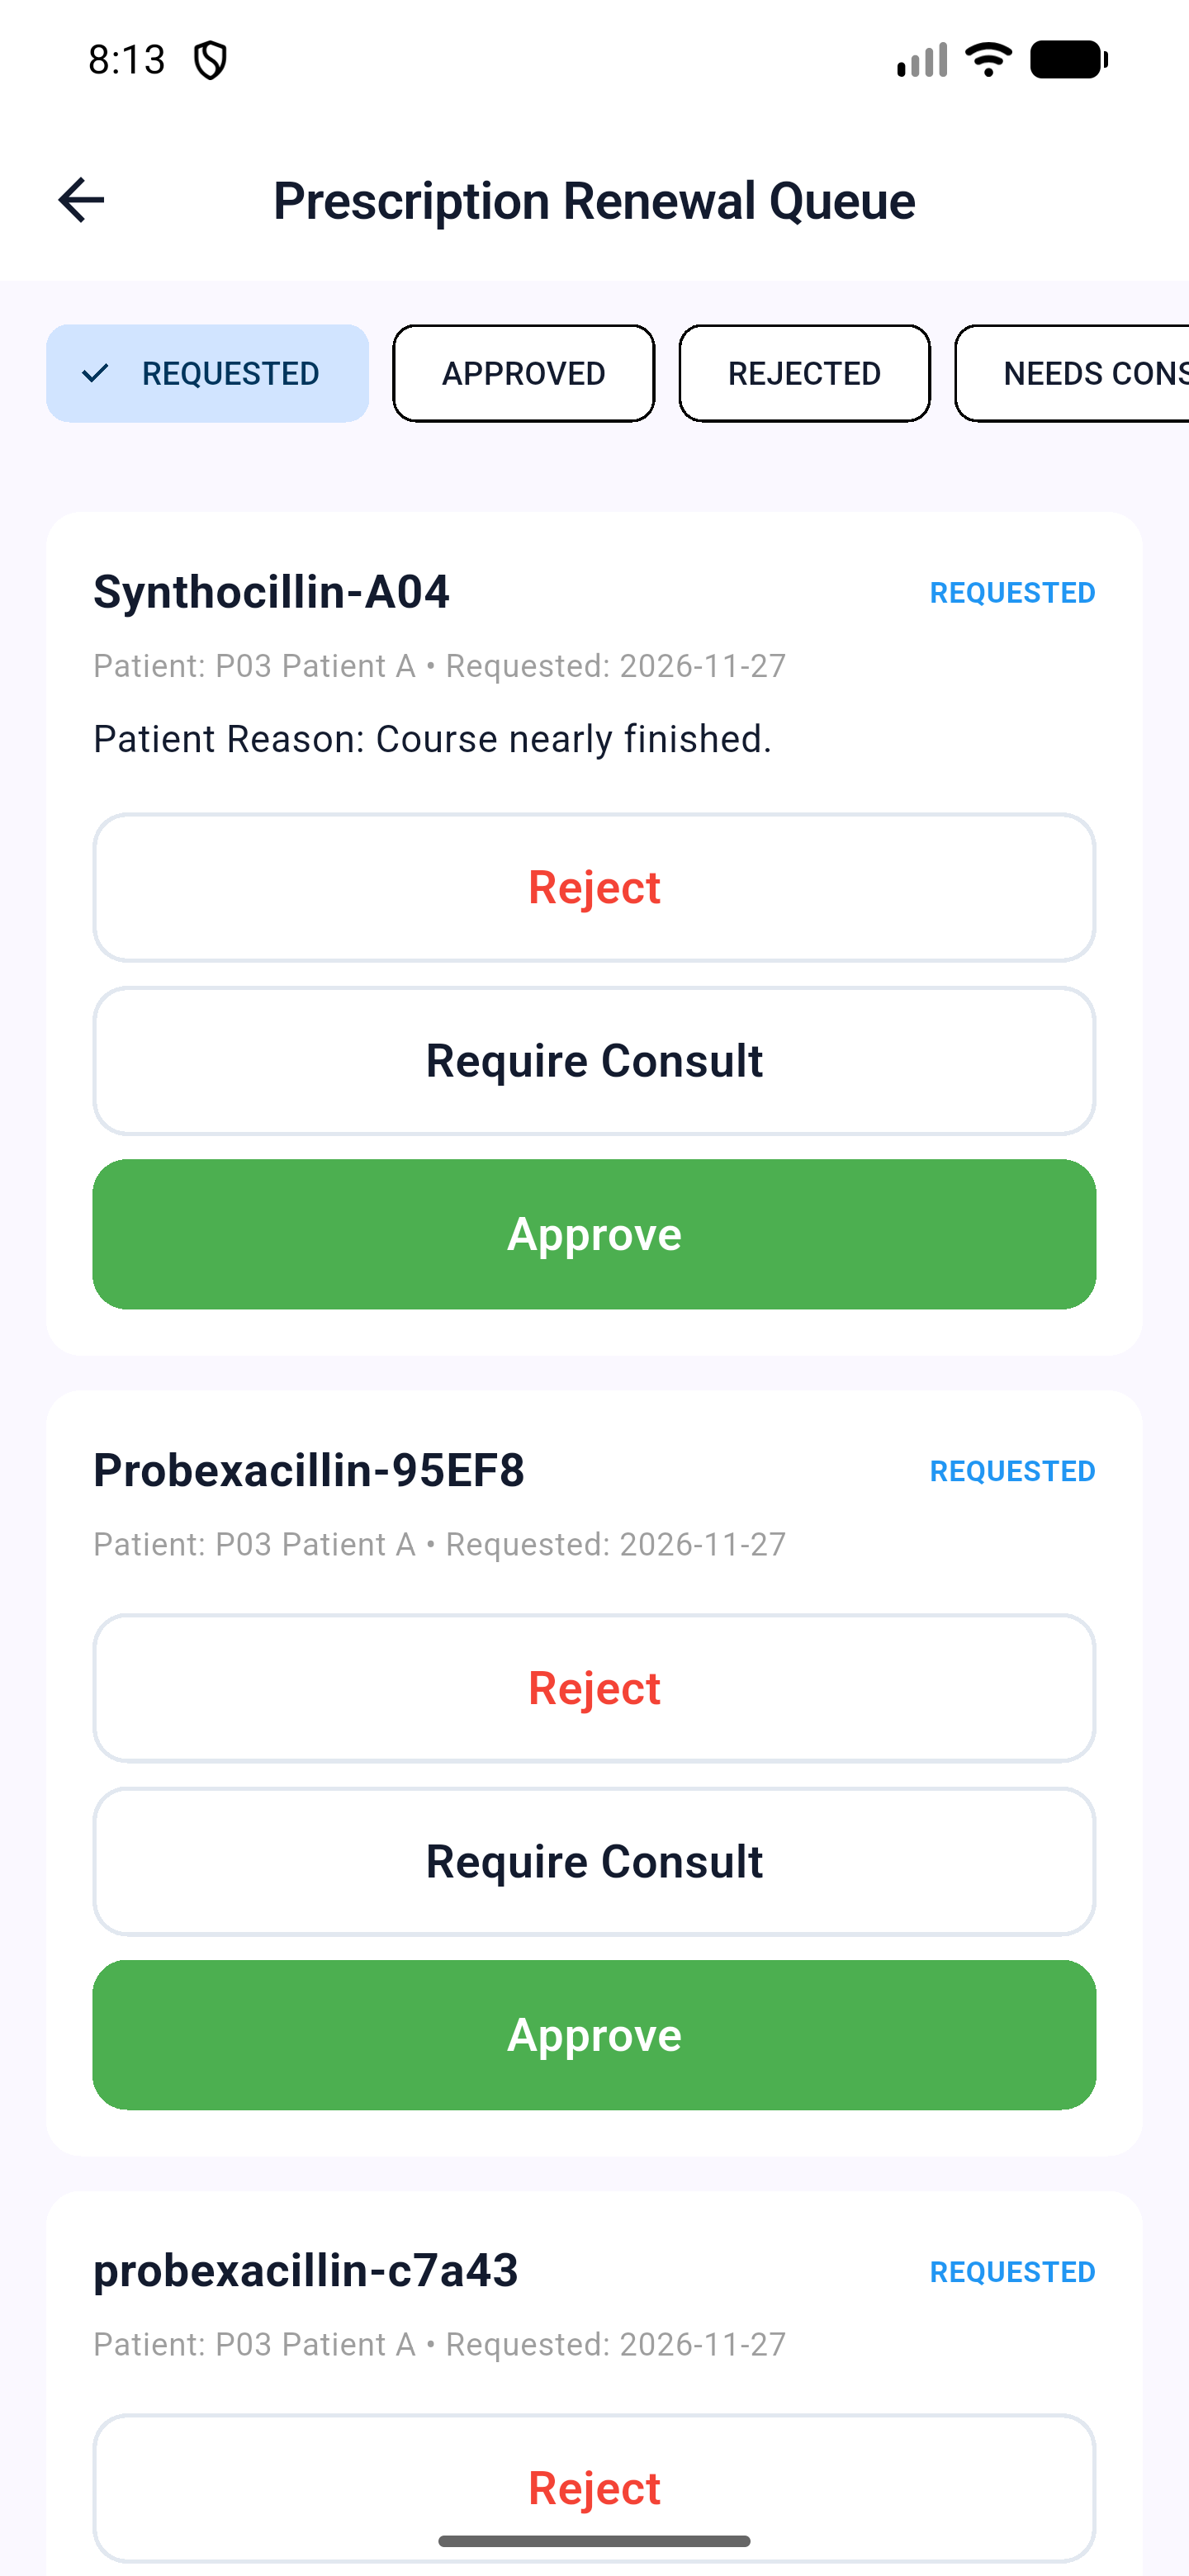 8:13
Prescription Renewal Queue
REQUESTED
APPROVED
REJECTED
NEEDS CONS
Synthocillin-A04
REQUESTED
Patient: P03 Patient A • Requested: 2026-11-27
Patient Reason: Course nearly finished.
Reject
Require Consult
Approve
Probexacillin-95EF8
REQUESTED
Patient: P03 Patient A • Requested: 2026-11-27
Reject
Require Consult
Approve
probexacillin-c7a43
REQUESTED
Patient: P03 Patient A • Requested: 2026-11-27
Reject